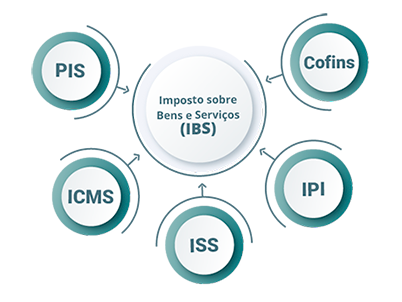 PIS
Cofins
Imposto sobre
Bens e Serviços
(IBS)
ICMS
IPI
ISS